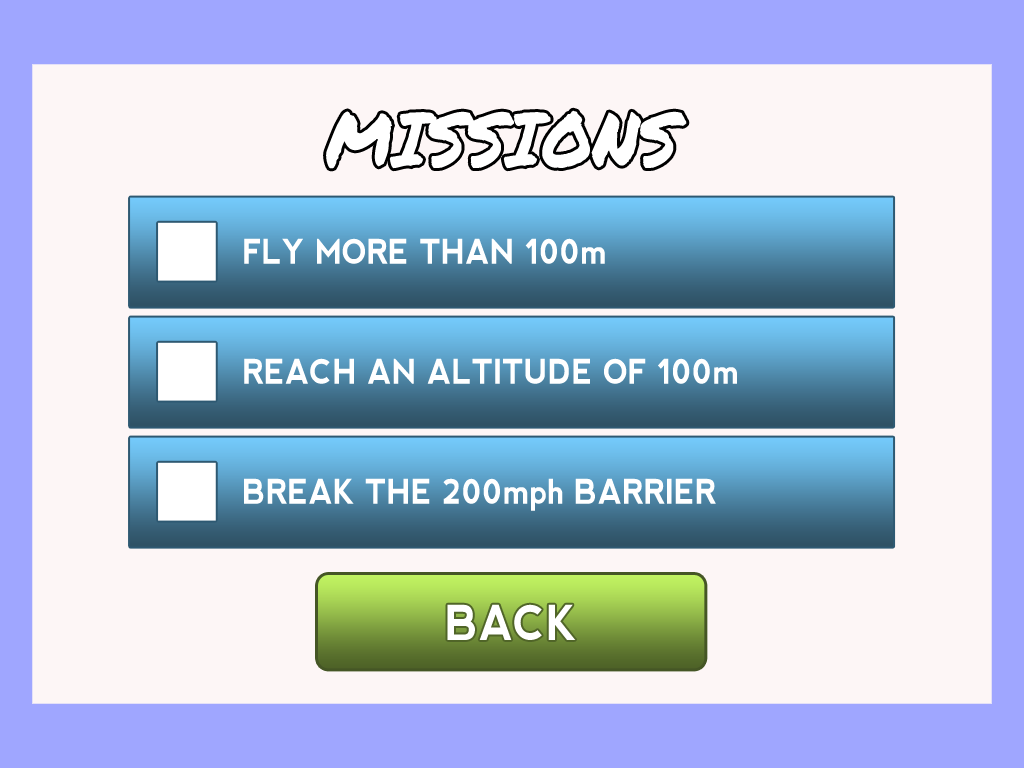 MISSIONS
FLY MORE THAN 100m
REACH AN ALTITUDE OF 100m
BREAK THE 200mph BARRIER
BACK